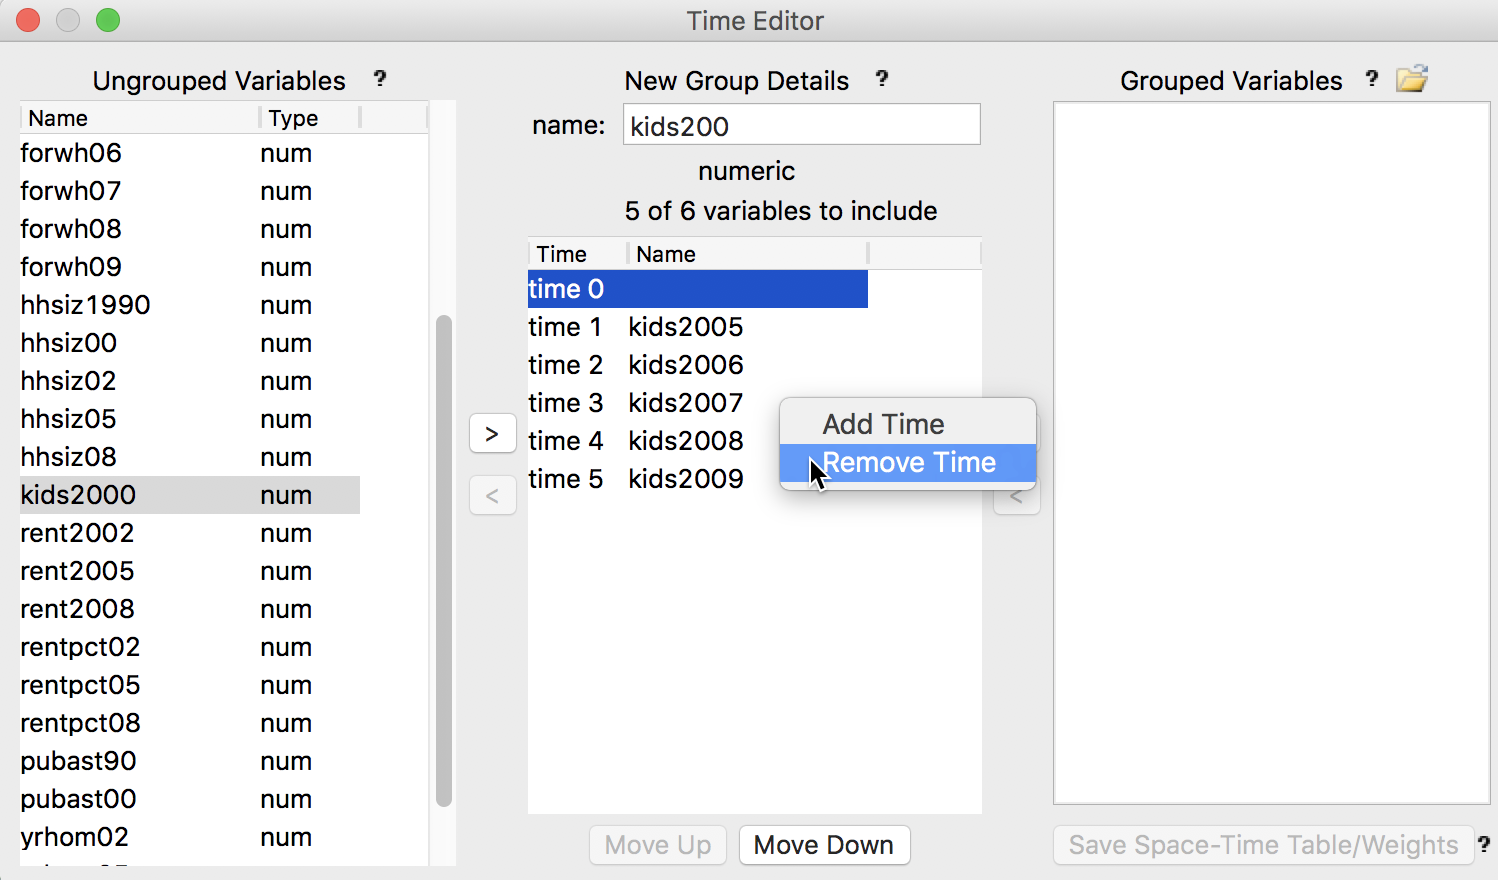 Time Editor
Ungrouped Variables ?
Name Type
forwh06 num
forwh07 num
forwh08 num
forwh09 num
hhsiz1990 num
hhsiz00 num
hhsiz02 num
hhsiz05 num
hhsiz08 num
kids2000 num
rent2002 num
rent2005 num
rent2008 num
rentpct02 num
rentpct05 num
rentpct08 num
pubast90 num
pubast00 num
yrhom02 num
>
<
New Group Details ?
name: kids200
numeric
5 of 6 variables to include
Time Name
time 0
time 1 kids2005
time 2 kids2006
time 3 kids2007
time 4 kids2008
time 5 kids2009
Add Time
Remove Time
<
Move Up Move Down
Grouped Variables ?
Save Space-Time Table/Weights ?